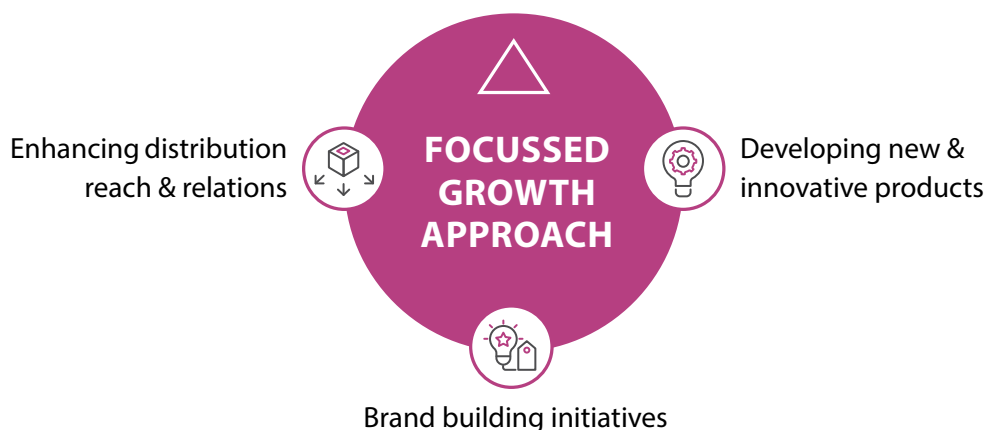 Enhancing distribution
reach & relations
FOCUSSED
GROWTH
APPROACH
Developing new &
innovative products
Brand building initiatives